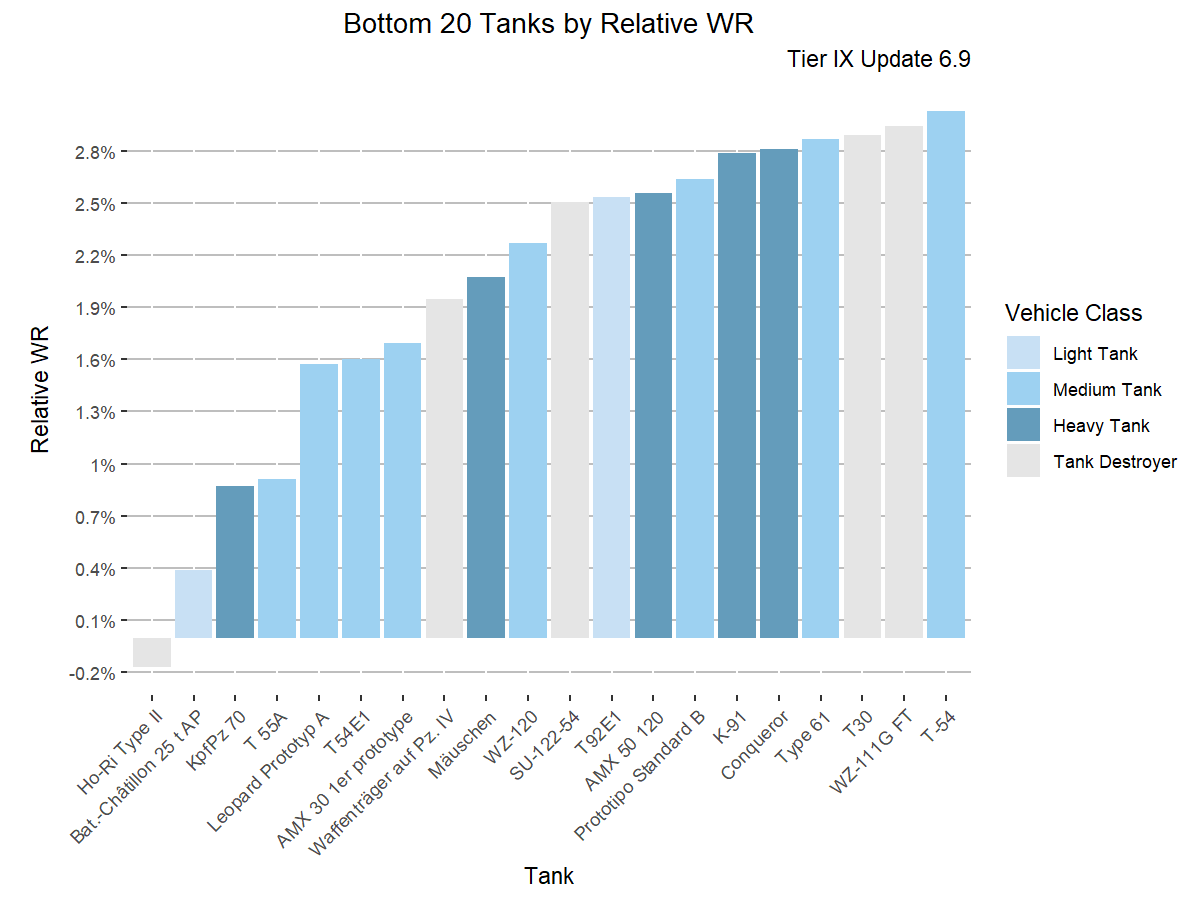 Bottom 20 Tanks by Relative WR
Tier IX Update 6.9
Relative WR
2.8%
2.5%
2.2%
1.9%
1.6%
1.3%
1%
0.7%
0.4%
0.1%
-0.2%
Ho-Ri Type II
Bat.-Châtillon 25 t AP
KpfPz 70
T 55A
Leopard Prototyp A
T54E1
AMX 30 1er prototype
Waffenträger auf Pz. IV
Mäuschen
WZ-120
SU-122-54
T92E1
AMX 50 120
Prototipo Standard B
K-91
Conqueror
Type 61
T30
WZ-111G FT
T-54
Tank
Vehicle Class
Light Tank
Medium Tank
Heavy Tank
Tank Destroyer